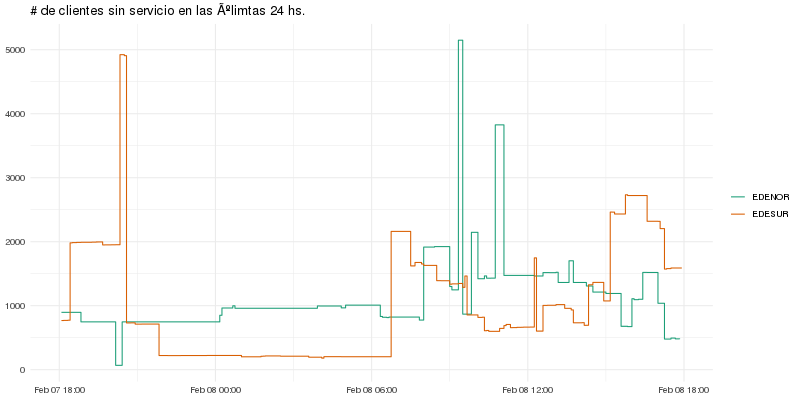 # de clientes sin servicio en las Ãºlimtas 24 hs.
5000
4000
3000
2000
1000
0
Feb 07 18:00
Feb 08 00:00
Feb 08 06:00
Feb 08 12:00
Feb 08 18:00
EDENOR
EDESUR